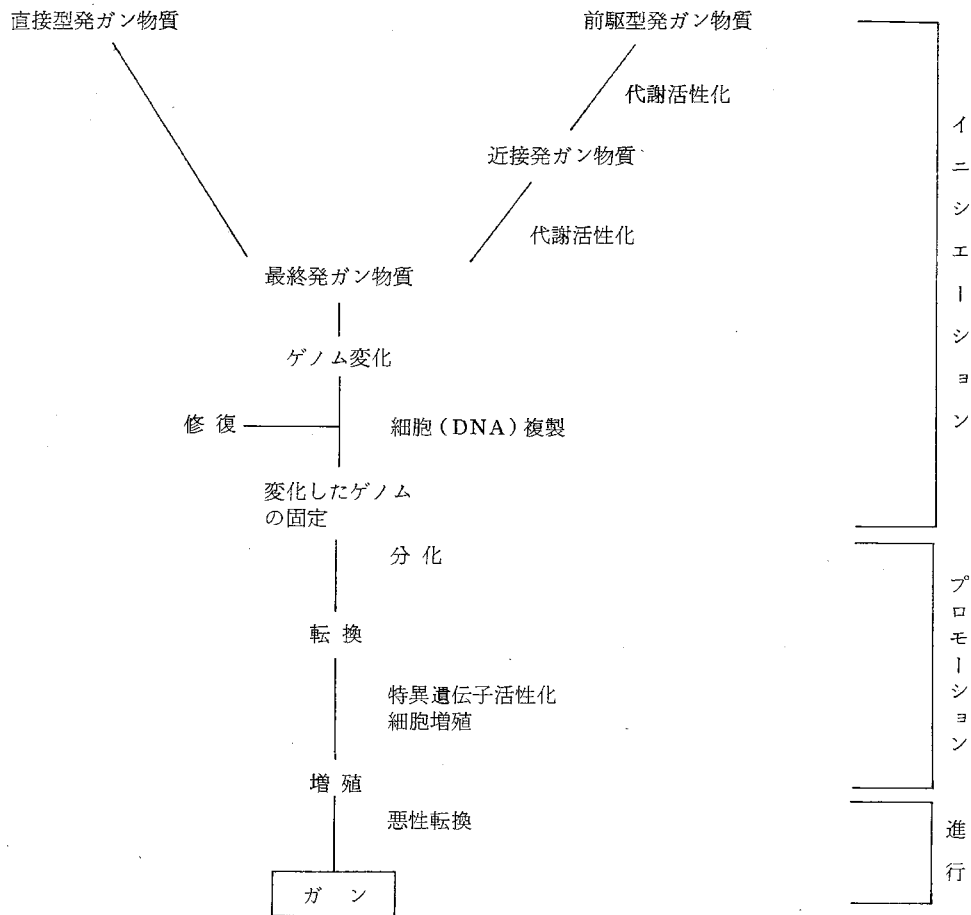 直接型発ガン物質
前駆型発ガン物質
代謝活性化
近接発ガン物質
代謝活性化
最終発ガン物質
ゲノム変化
修復
細胞(DNA)複製
変化したゲノム
の固定
分化
転換
特異遺伝子活性化
細胞増殖
増殖
悪性転換
ガン
イニシエーション
プロモーション
進行